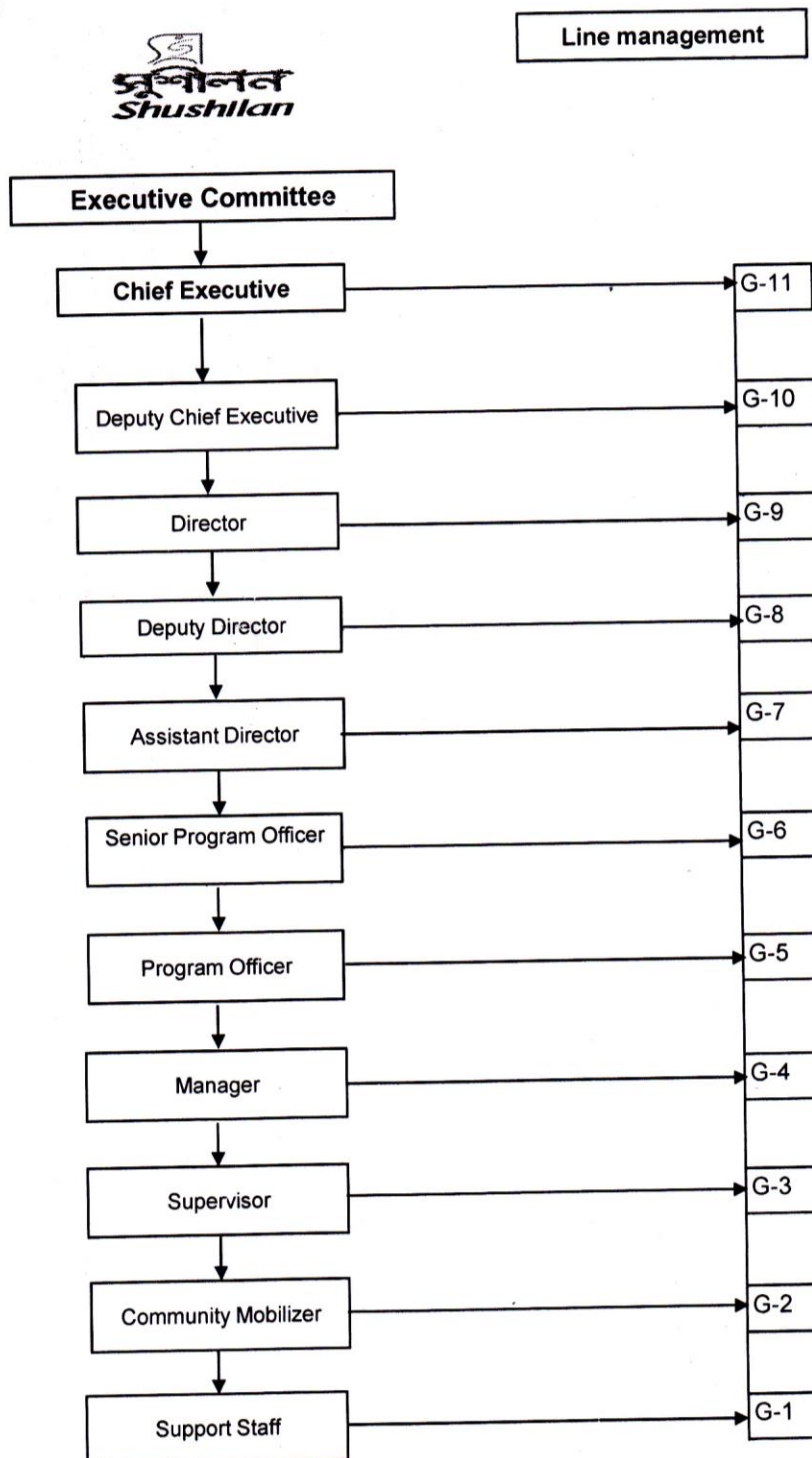 Line management
সুশীলন
Shushilan
Executive Committee
Chief Executive
G-11
Deputy Chief Executive
G-10
Director
G-9
Deputy Director
G-8
Assistant Director
G-7
Senior Program Officer
G-6
Program Officer
G-5
Manager
G-4
Supervisor
G-3
Community Mobilizer
G-2
Support Staff
G-1